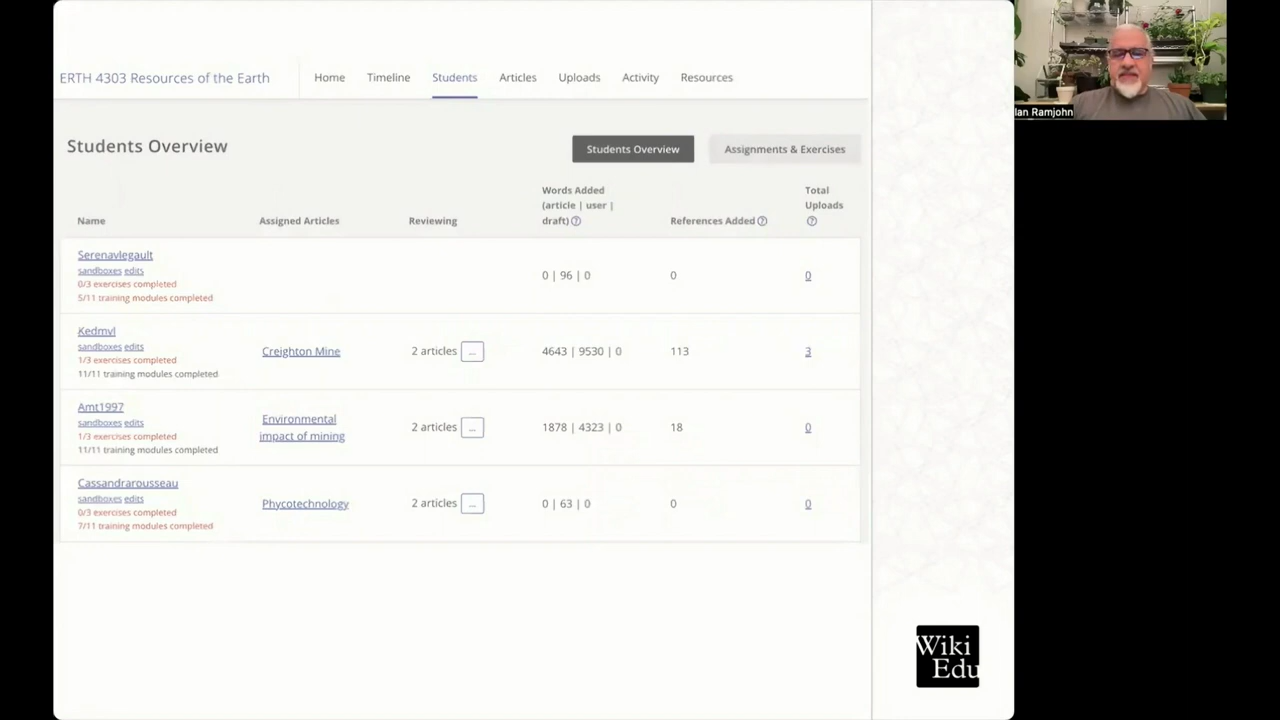 ERTH 4303 Resources of the Earth
Home Timeline Students Articles Uploads Activity Resources
lan Ramjohn
Students Overview
Students Overview
Assignments & Exercises
Name
Assigned Articles
Reviewing
Words Added
(article | user |
draft) ?
References Added ?
Total
Uploads
?
Serenavlegault
sandboxes edits
0/3 exercises completed
5/11 training modules completed
0 | 96 | 0
0
0
Kedmvl
sandboxes edits
1/3 exercises completed
11/11 training modules completed
Creighton Mine
2 articles ...
4643 | 9530 | 0
113
3
Amt1997
sandboxes edits
1/3 exercises completed
11/11 training modules completed
Environmental
impact of mining
2 articles ...
1878 | 4323 | 0
18
0
Cassandrarousseau
sandboxes edits
0/3 exercises completed
7/11 training modules completed
Phycotechnology
2 articles ...
0 | 63 | 0
0
0
Wiki
Edu